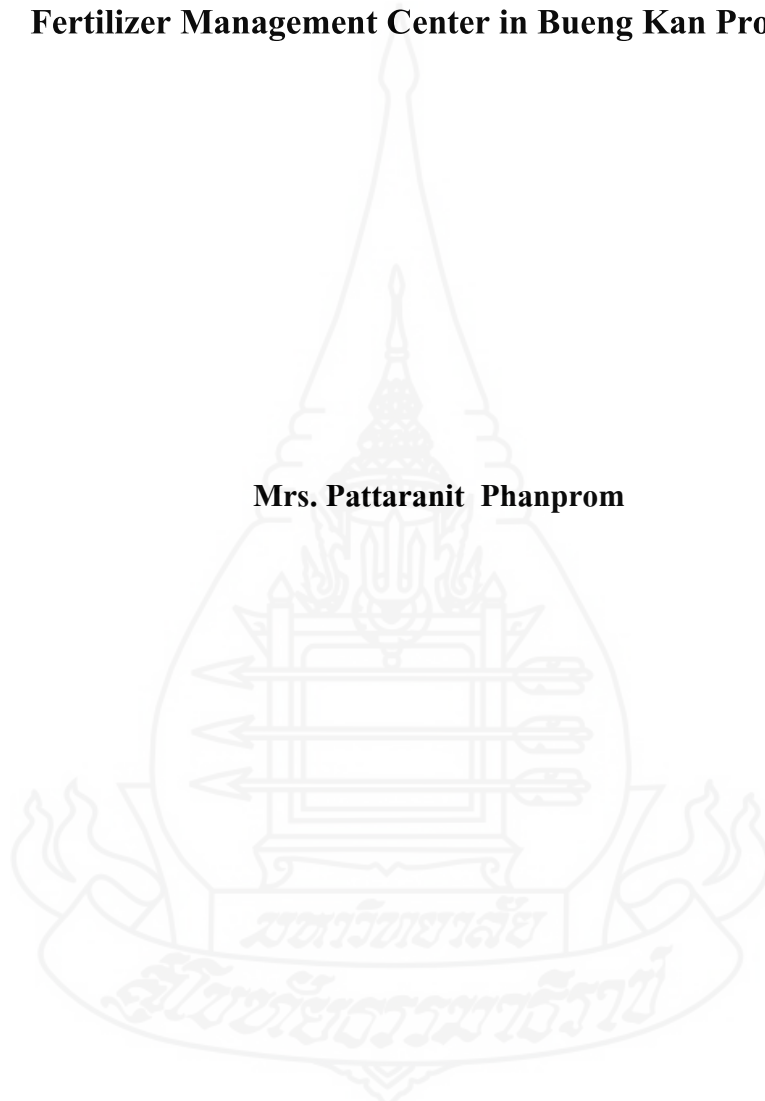 Fertilizer Management Center in Bueng Kan Pro
Mrs. Pattaranit Phanprom
มหาวิทยาลัย
สุโขทัยธรรมาธิราช